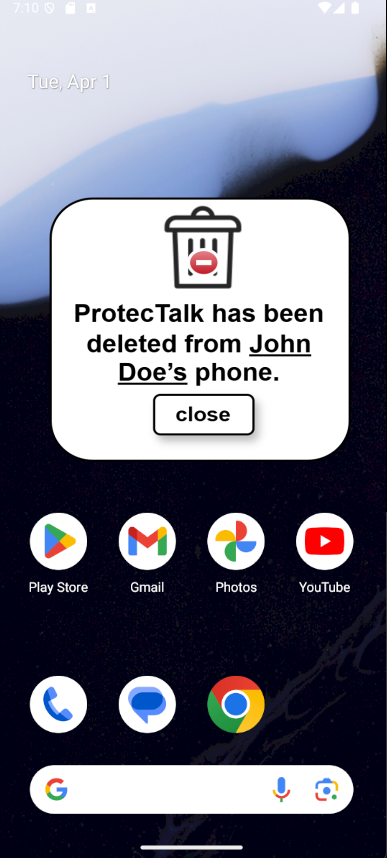 7:10
Tue, Apr 1
ProtecTalk has been
deleted from John
Doe’s phone.
close
Play Store
Gmail
Photos
YouTube